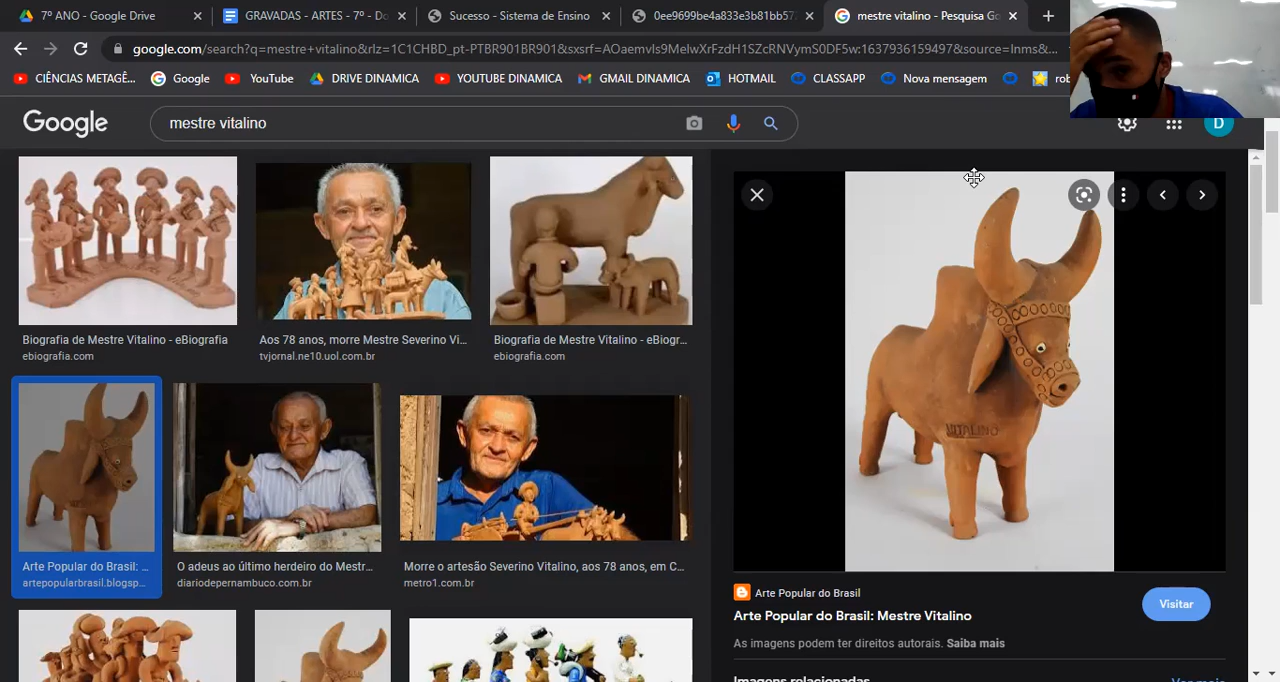 7º ANO - Google Drive
GRAVADAS - ARTES - 7º - Do
Sucesso - Sistema de Ensino
0ee9699be4a833e3b81bb57
mestre vitalino - Pesquisa Go
google.com/search?q=mestre+vitalino&rlz=1C1CHBD_pt-PTBR901BR901&sxsrf=AOaemvIs9MelwXrFzdH1SZcRNVymS0DF5w:1637936159497&source=lnms&...
CIÊNCIAS METAGÊ...
Google
YouTube
DRIVE DINAMICA
YOUTUBE DINAMICA
GMAIL DINAMICA
HOTMAIL
CLASSAPP
Nova mensagem
rob
Google
mestre vitalino
D
Biografia de Mestre Vitalino - eBiografia
ebiografia.com
Aos 78 anos, morre Mestre Severino Vi...
tvjornal.ne10.uol.com.br
Biografia de Mestre Vitalino - eBiogr...
ebiografia.com
Arte Popular do Brasil: ...
artepopularbrasil.blogsp...
O adeus ao último herdeiro do Mestr...
diariodepernambuco.com.br
Morre o artesão Severino Vitalino, aos 78 anos, em C...
metro1.com.br
VITALINO
Arte Popular do Brasil
Arte Popular do Brasil: Mestre Vitalino
Visitar
As imagens podem ter direitos autorais. Saiba mais
Imagens relacionadas
Ver mais